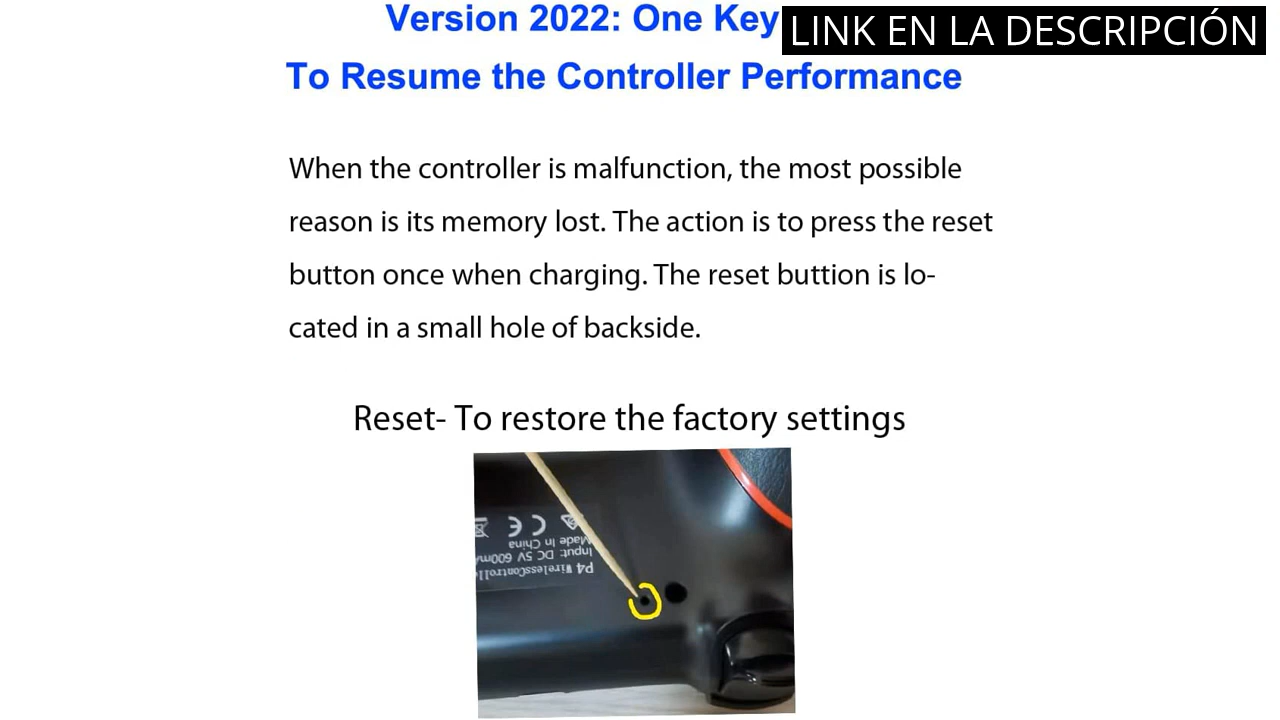 Version 2022: One Key
LINK EN LA DESCRIPCIÓN
To Resume the Controller Performance
When the controller is malfunction, the most possible
reason is its memory lost. The action is to press the reset
button once when charging. The reset buttion is lo-
cated in a small hole of backside.
Reset- To restore the factory settings
P4 WirelessControlle
Input: DC 5V 600m
Made In China